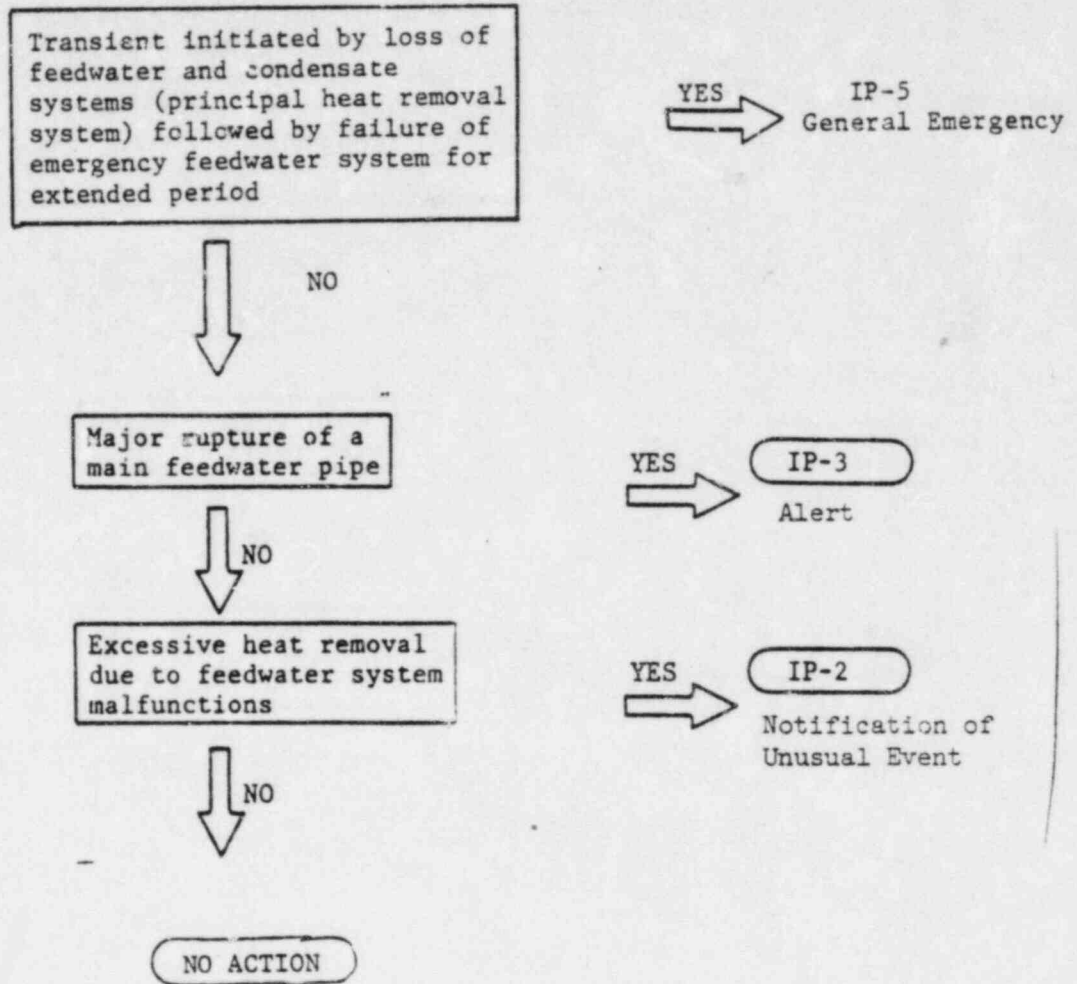 Transient initiated by loss of
feedwater and condensate
systems (principal heat removal
system) followed by failure of
emergency feedwater system for
extended period
YES
IP-5
General Emergency
NO
Major rupture of a
main feedwater pipe
YES
IP-3
Alert
NO
Excessive heat removal
due to feedwater system
malfunctions
YES
IP-2
Notification of
Unusual Event
NO
NO ACTION